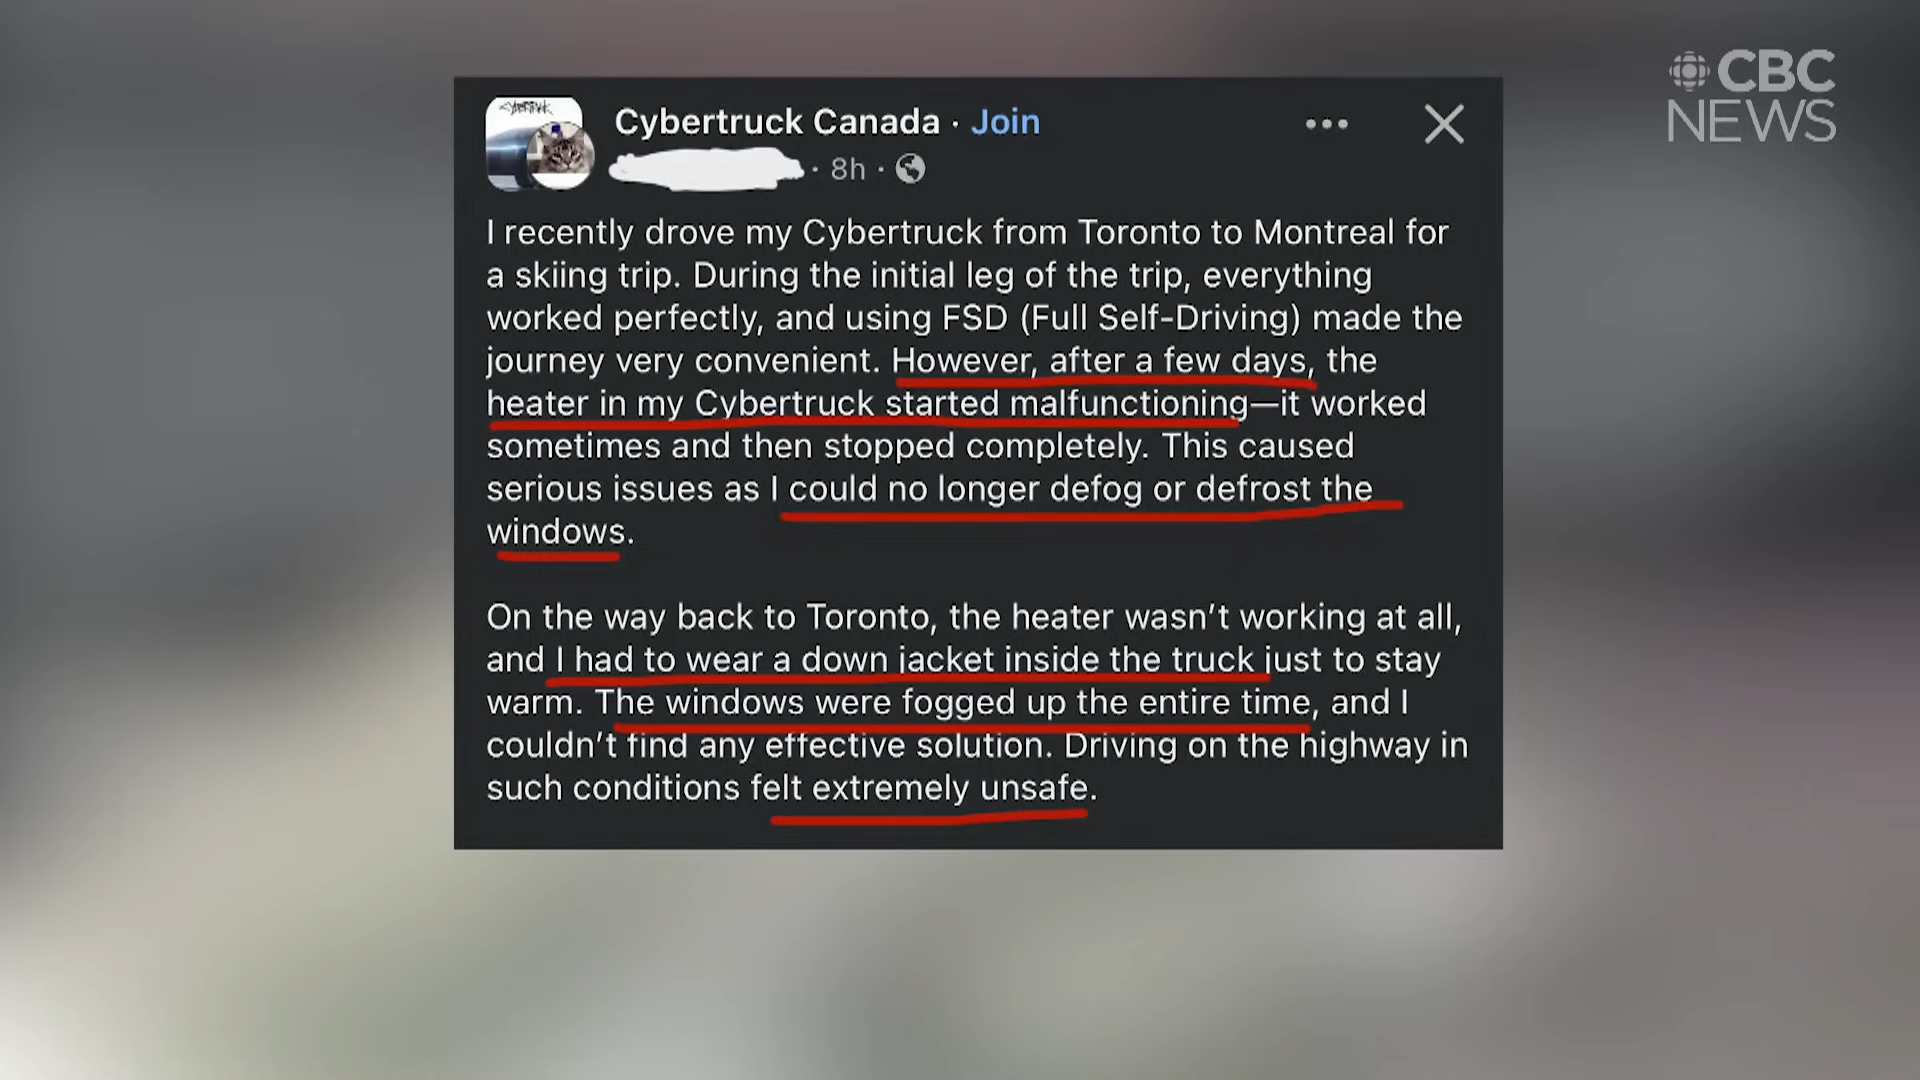 CBC
NEWS
CYBERTRUCK
Cybertruck Canada · Join
· 8h ·
I recently drove my Cybertruck from Toronto to Montreal for
a skiing trip. During the initial leg of the trip, everything
worked perfectly, and using FSD (Full Self-Driving) made the
journey very convenient. However, after a few days, the
heater in my Cybertruck started malfunctioning—it worked
sometimes and then stopped completely. This caused
serious issues as I could no longer defog or defrost the
windows.
On the way back to Toronto, the heater wasn’t working at all,
and I had to wear a down jacket inside the truck just to stay
warm. The windows were fogged up the entire time, and I
couldn’t find any effective solution. Driving on the highway in
such conditions felt extremely unsafe.